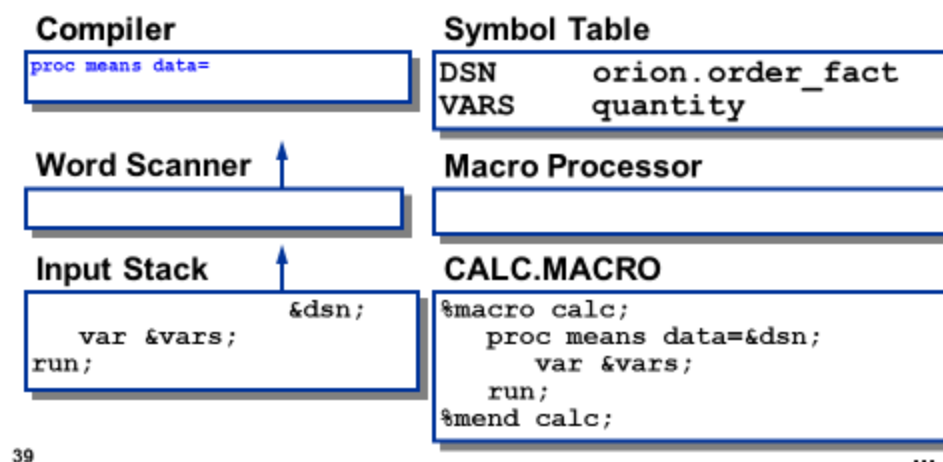 Compiler
proc means data=
Symbol Table
DSN orion.order_fact
VARS quantity
Word Scanner
Macro Processor
Input Stack
&dsn;
var &vars;
run;
CALC.MACRO
%macro calc;
proc means data=&dsn;
var &vars;
run;
%mend calc;
39
...